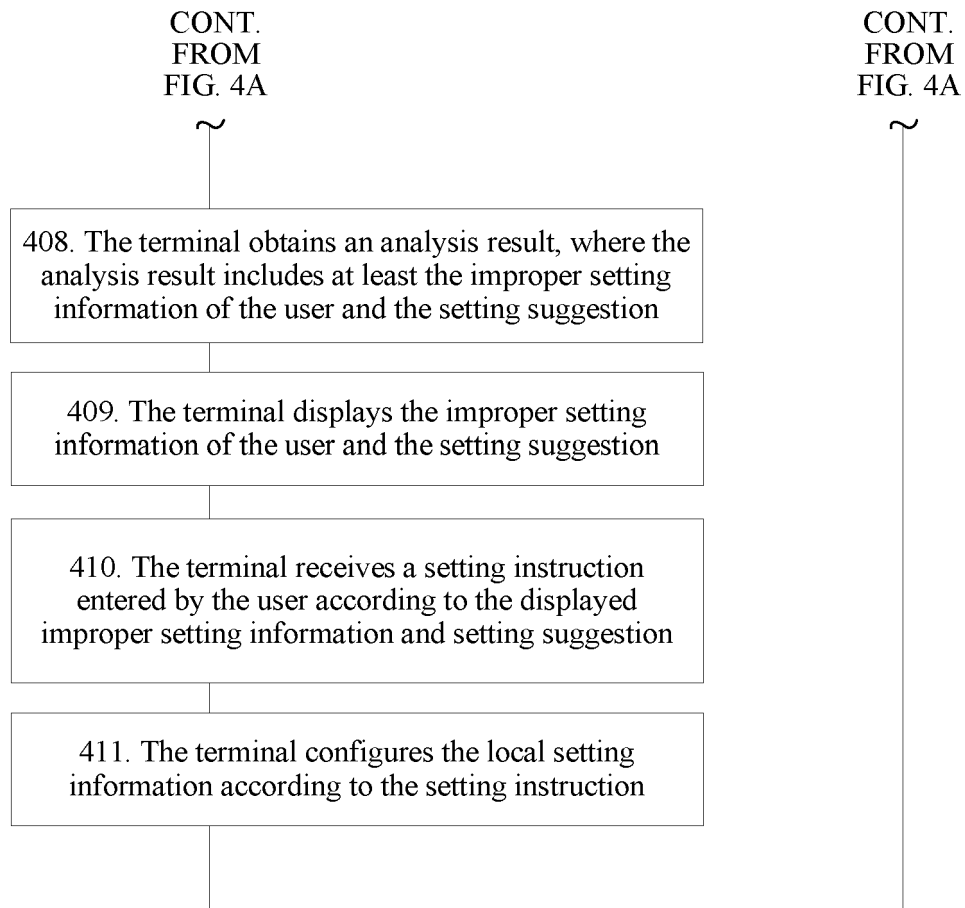 CONT.
FROM
FIG. 4A
CONT.
FROM
FIG. 4A
408. The terminal obtains an analysis result, where the
analysis result includes at least the improper setting
information of the user and the setting suggestion
409. The terminal displays the improper setting
information of the user and the setting suggestion
410. The terminal receives a setting instruction
entered by the user according to the displayed
improper setting information and setting suggestion
411. The terminal configures the local setting
information according to the setting instruction